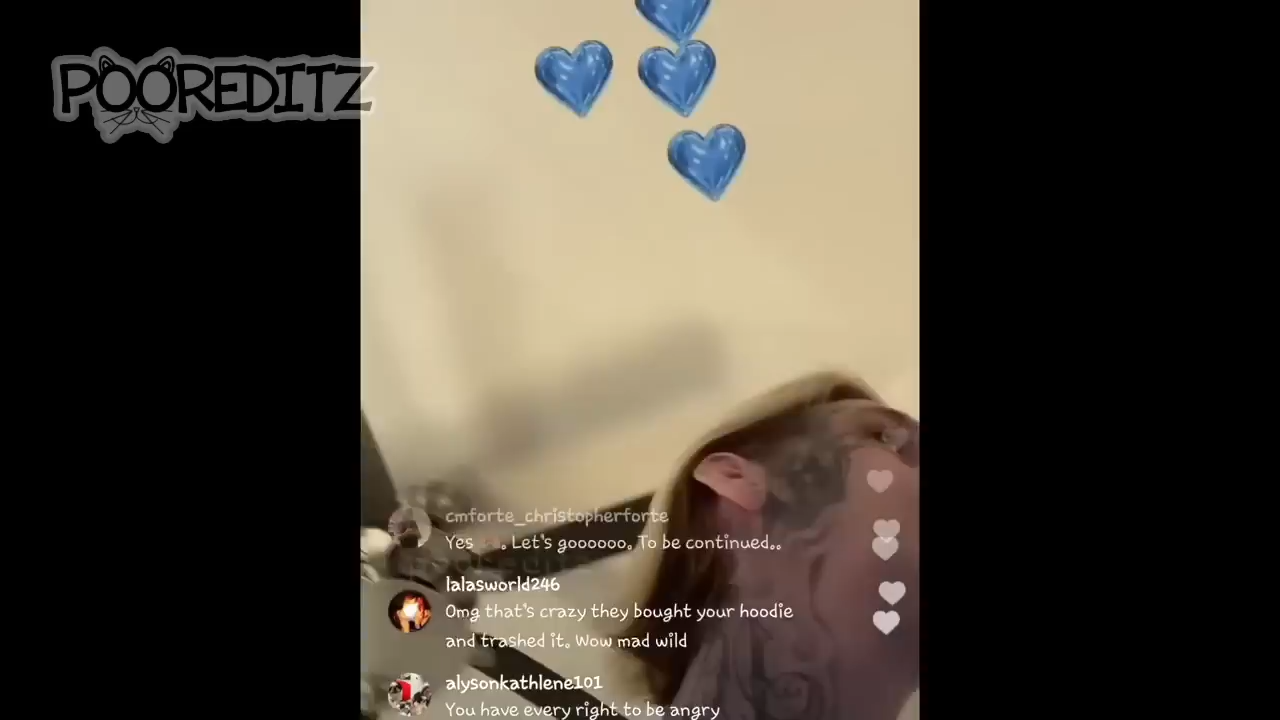 POOREDITZ
cmforte_christopherforte
Yes . Let's goooooo. To be continued..
lalasworld246
Omg that's crazy they bought your hoodie
and trashed it. Wow mad wild
alysonkathlene101
You have every right to be angry